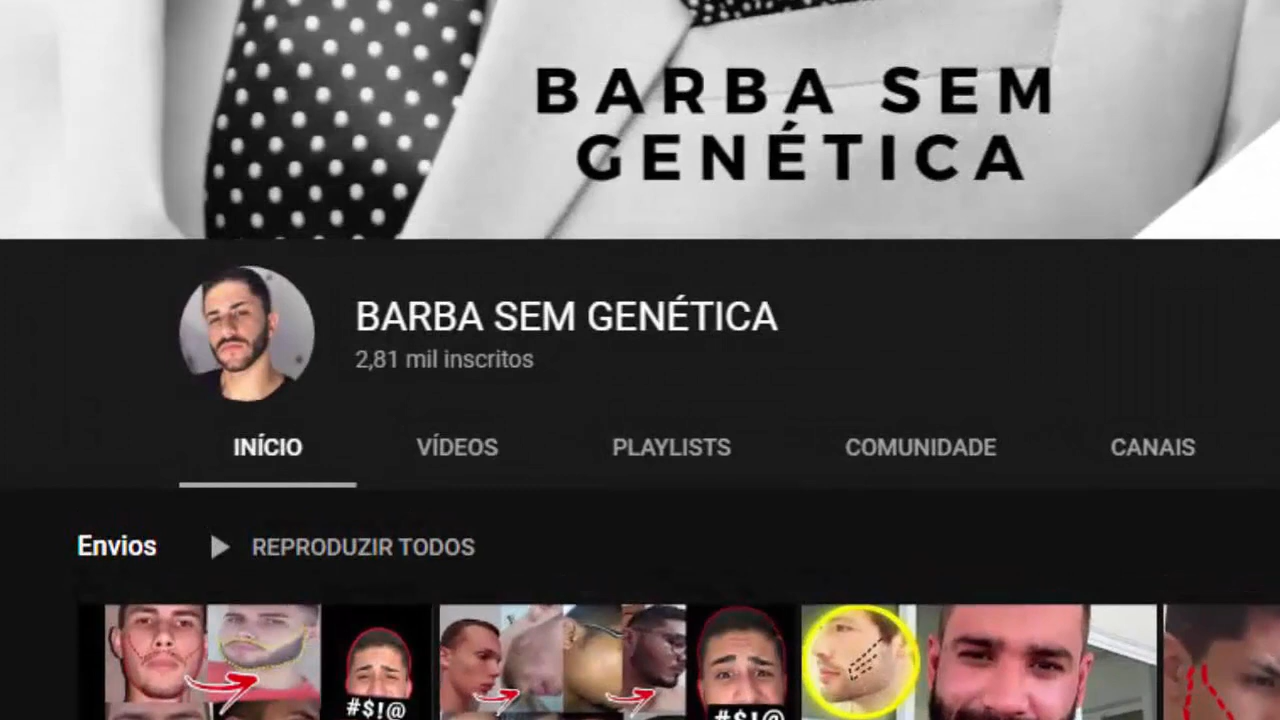 BARBA SEM
GENÉTICA
BARBA SEM GENÉTICA
2,81 mil inscritos
INÍCIO VÍDEOS PLAYLISTS COMUNIDADE CANAIS
Envios REPRODUZIR TODOS
#$!@ #$!@